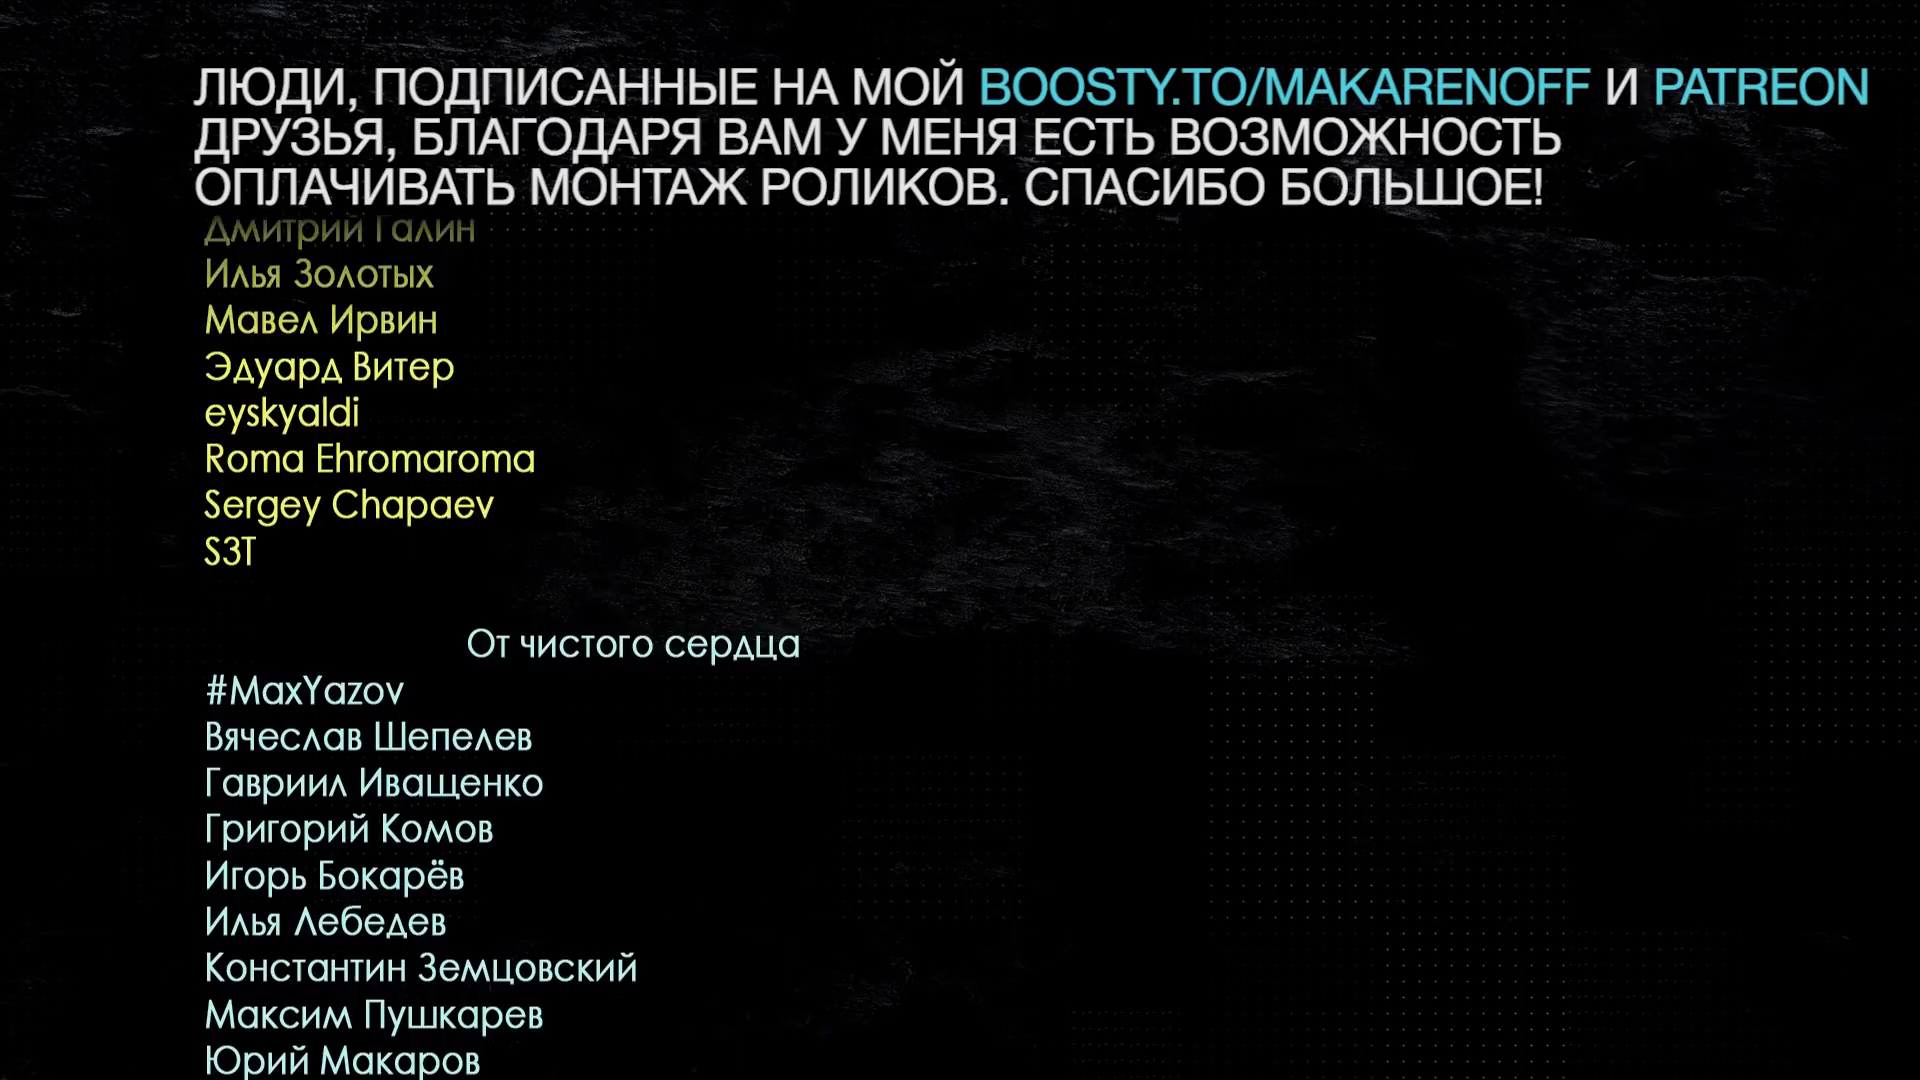 ЛЮДИ, ПОДПИСАННЫЕ НА МОЙ BOOSTY.TO/MAKARENOFF И PATREON
ДРУЗЬЯ, БЛАГОДАРЯ ВАМ У МЕНЯ ЕСТЬ ВОЗМОЖНОСТЬ
ОПЛАЧИВАТЬ МОНТАЖ РОЛИКОВ. СПАСИБО БОЛЬШОЕ!
Дмитрий Галин
Илья Золотых
Мавел Ирвин
Эдуард Витер
eyskyaldi
Roma Ehromaroma
Sergey Chapaev
S3T
От чистого сердца
#MaxYazov
Вячеслав Шепелев
Гавриил Иващенко
Григорий Комов
Игорь Бокарёв
Илья Лебедев
Константин Земцовский
Максим Пушкарев
Юрий Макаров